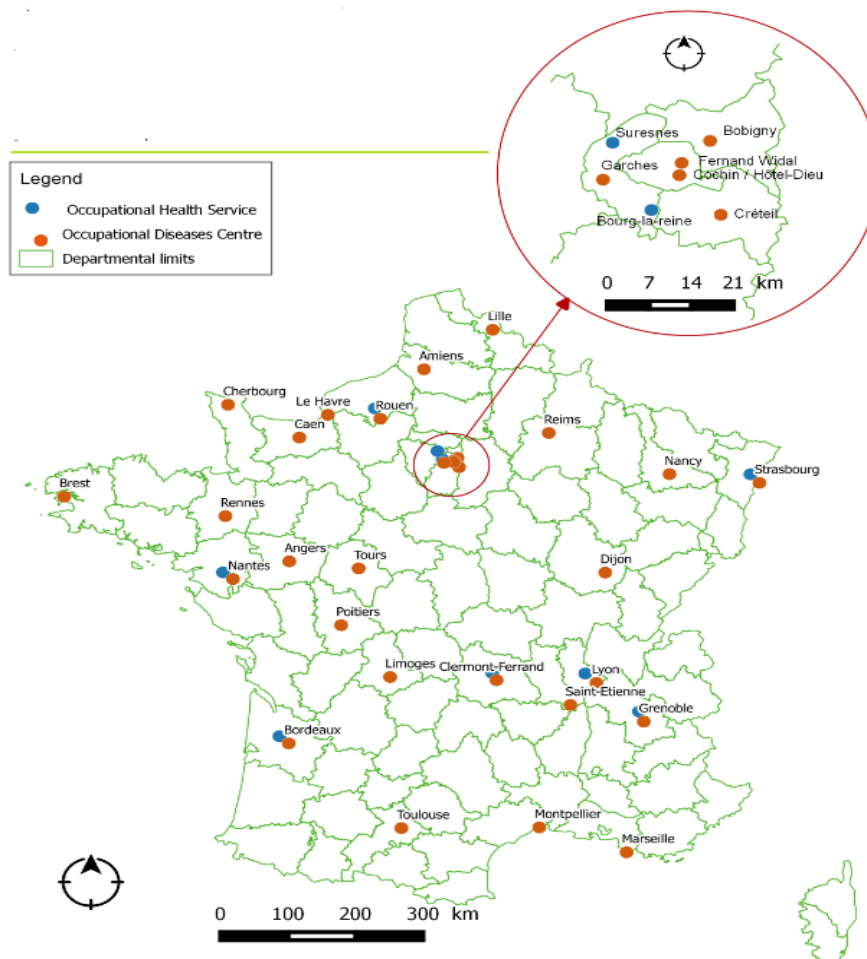 Suresnes
Bobigny
Garches
Fernand Widal
Cochin / Hôtel-Dieu
Bourg-la-reine
Créteil
0 7 14 21 km
Legend
Occupational Health Service
Occupational Diseases Centre
Departmental limits
Lille
Amiens
Cherbourg
Le Havre
Rouen
Caen
Reims
Nancy
Strasbourg
Brest
Rennes
Angers
Tours
Nantes
Dijon
Poitiers
Limoges
Clermont-Ferrand
Lyon
Saint-Etienne
Grenoble
Bordeaux
Toulouse
Montpellier
Marseille
0 100 200 300 km